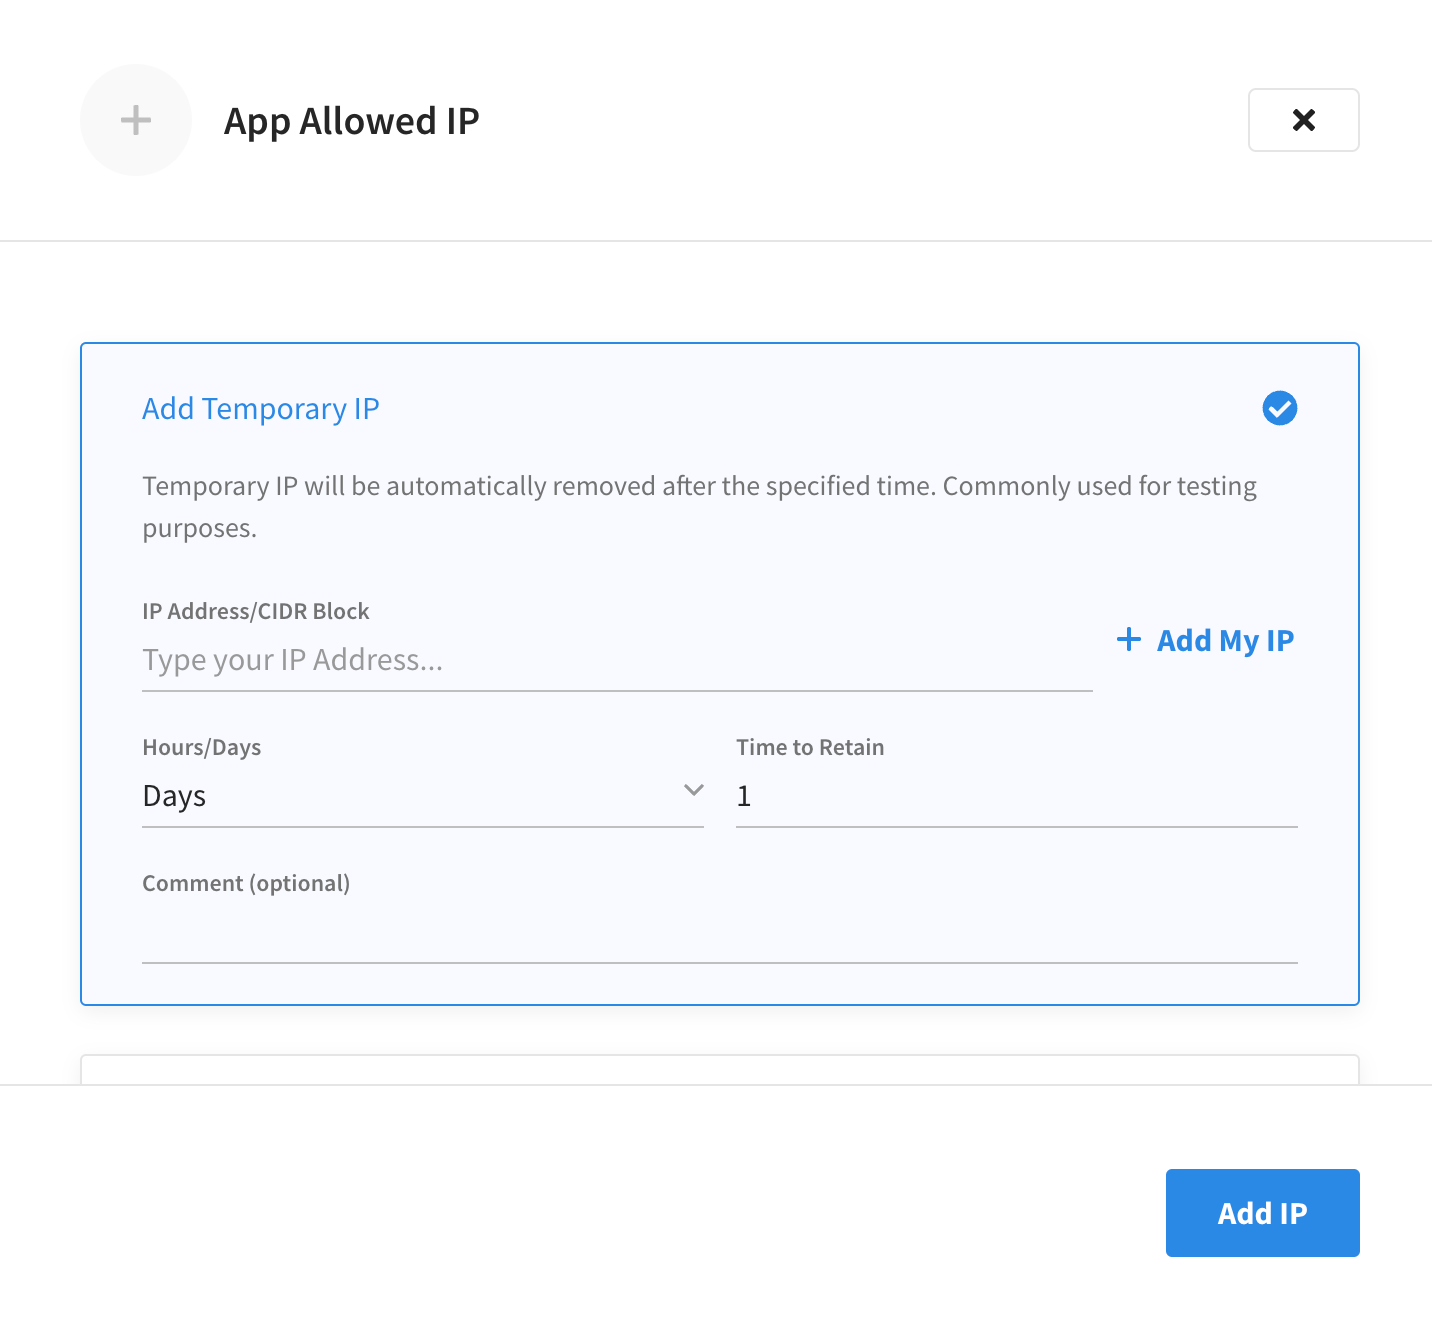 App Allowed IP
Add Temporary IP
Temporary IP will be automatically removed after the specified time. Commonly used for testing
purposes.
IP Address/CIDR Block
Type your IP Address...
+ Add My IP
Hours/Days
Time to Retain
Days
1
Comment (optional)
Add IP